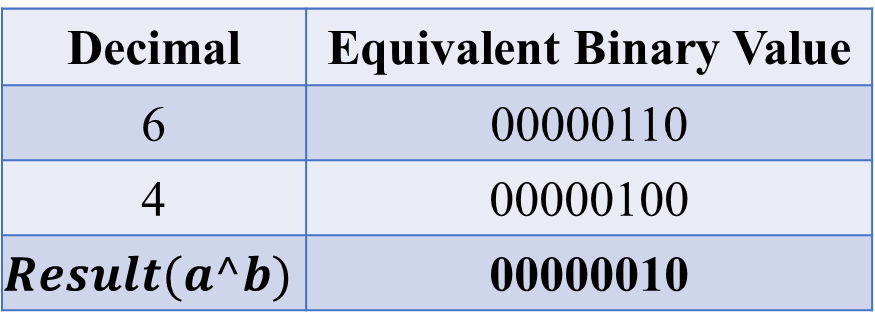 Decimal Equivalent Binary Value
6 00000110
4 00000100
Result(a^b) 00000010